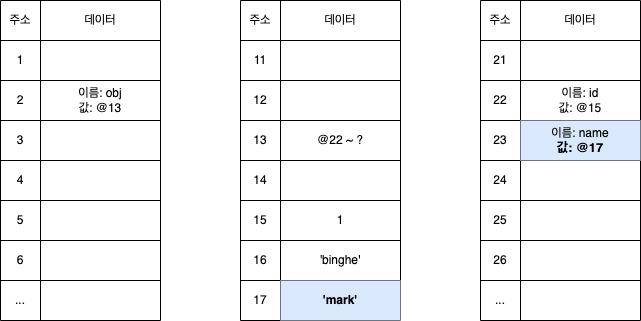 주소 데이터
1
2 이름: obj
값: @13
3
4
5
6
...
주소 데이터
11
12
13 @22 ~ ?
14
15 1
16 'binghe'
17 'mark'
주소 데이터
21
22 이름: id
값: @15
23 이름: name
값: @17
24
25
26
...